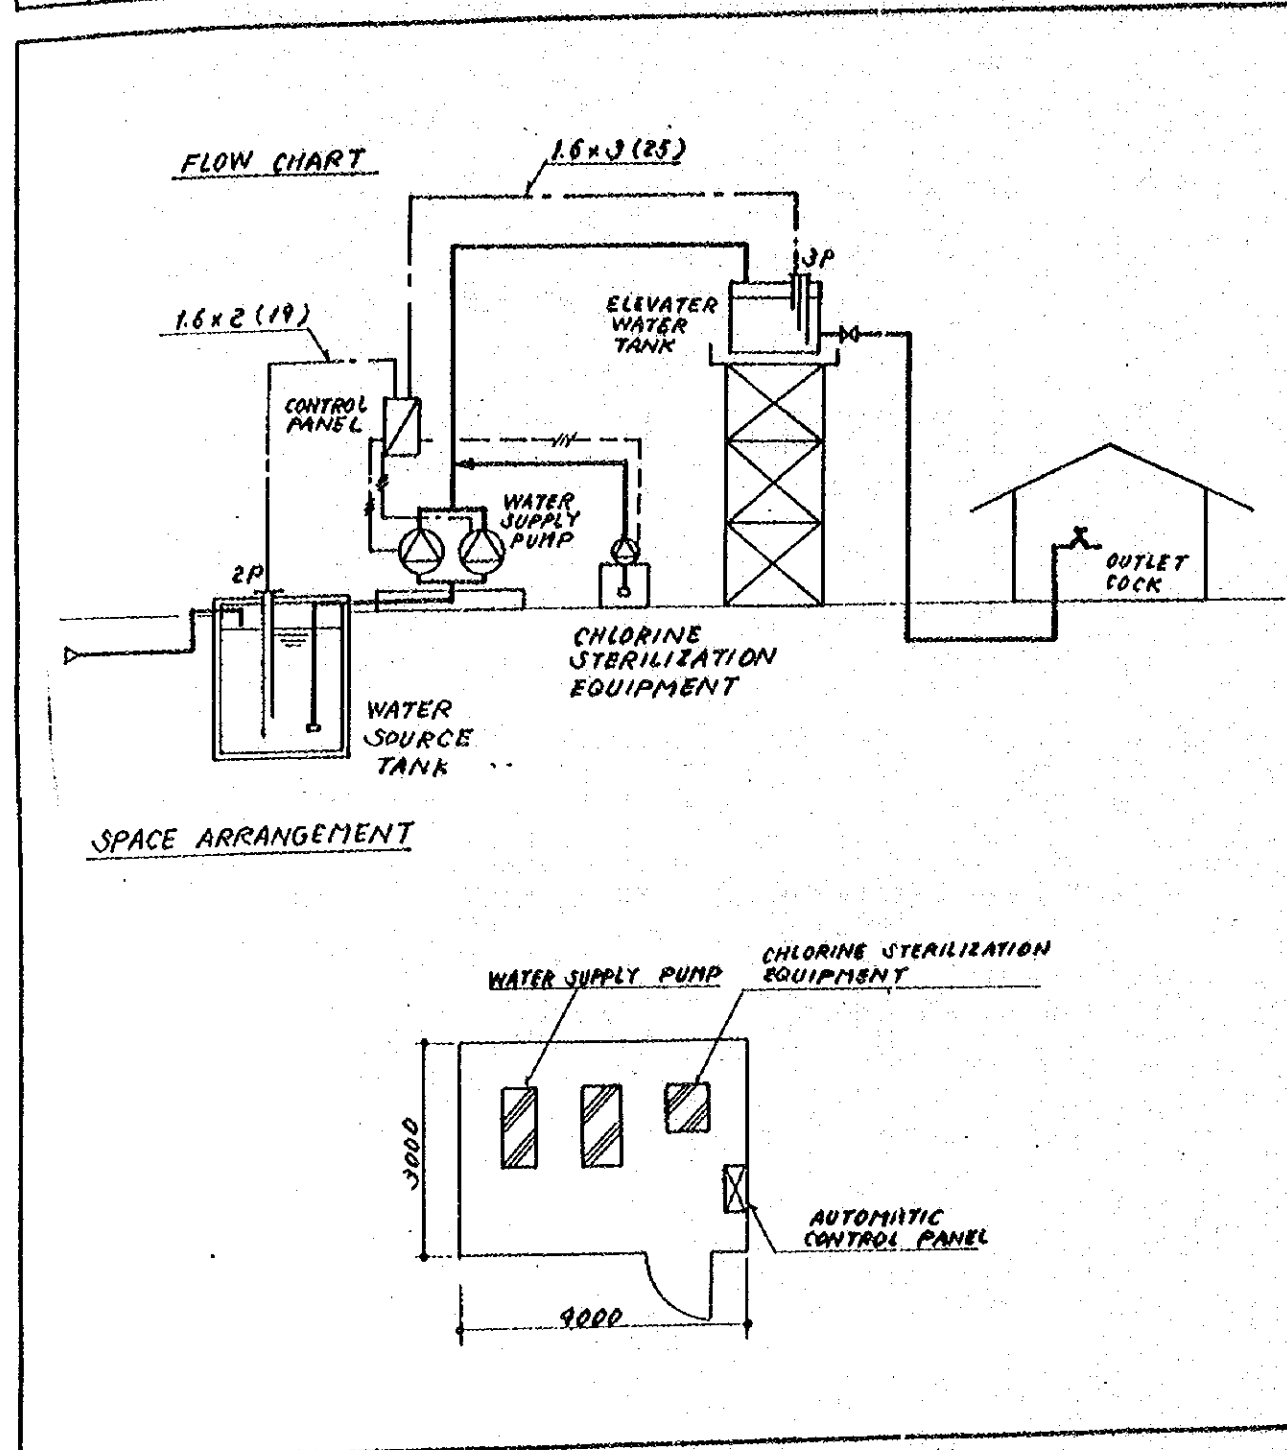 FLOW CHART
1.6 x 3 (25)
3P
1.6 x 2 (19)
ELEVATER
WATER
TANK
CONTROL
PANEL
WATER
SUPPLY
PUMP
2P
OUTLET
COCK
CHLORINE
STERILIZATION
EQUIPMENT
WATER
SOURCE
TANK
SPACE ARRANGEMENT
WATER SUPPLY PUMP
CHLORINE STERILIZATION
EQUIPMENT
3000
AUTOMATIC
CONTROL PANEL
4000